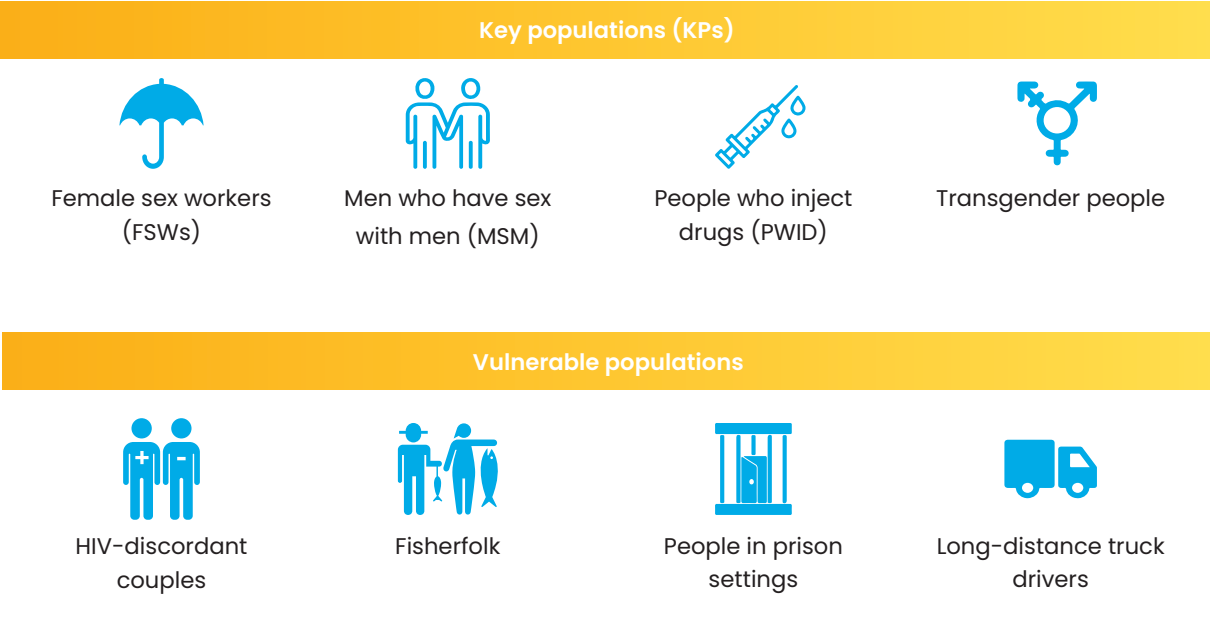 Key populations (KPs)
Female sex workers
(FSWs)
Men who have sex
with men (MSM)
People who inject
drugs (PWID)
Transgender people
Vulnerable populations
+
-
HIV-discordant
couples
Fisherfolk
People in prison
settings
Long-distance truck
drivers